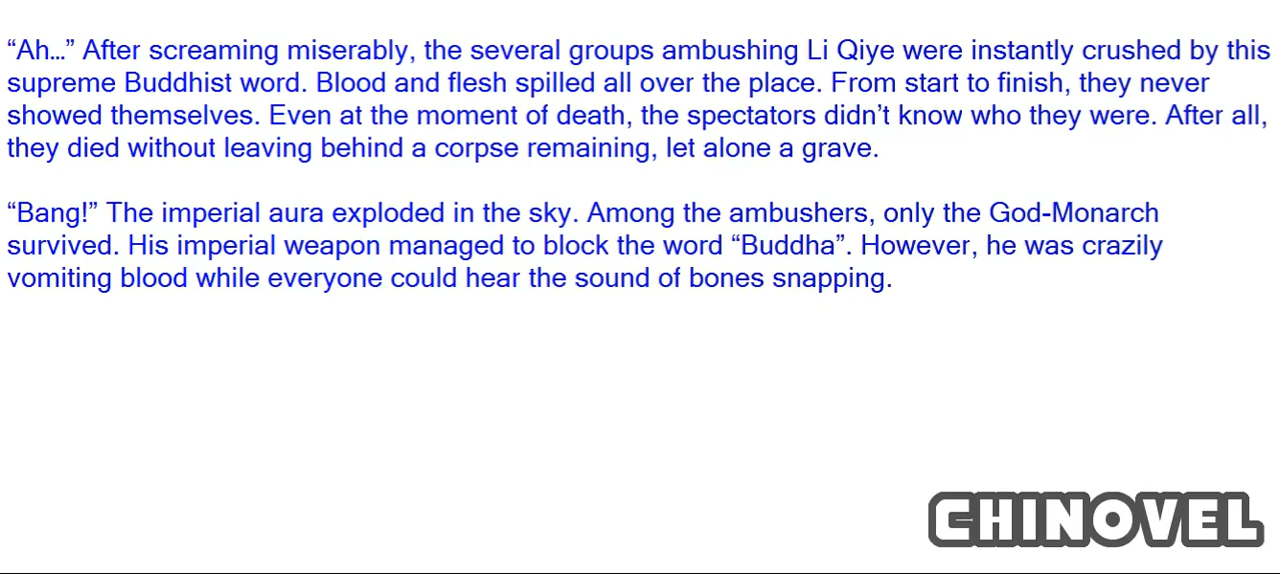 “Ah…” After screaming miserably, the several groups ambushing Li Qiye were instantly crushed by this
supreme Buddhist word. Blood and flesh spilled all over the place. From start to finish, they never
showed themselves. Even at the moment of death, the spectators didn’t know who they were. After all,
they died without leaving behind a corpse remaining, let alone a grave.
“Bang!” The imperial aura exploded in the sky. Among the ambushers, only the God-Monarch
survived. His imperial weapon managed to block the word “Buddha”. However, he was crazily
vomiting blood while everyone could hear the sound of bones snapping.
CHINOVEL